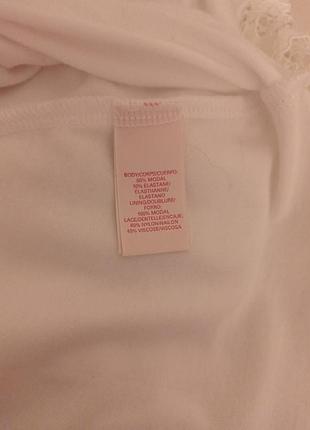 BODY/CORPS/CUERPO:
90% MODAL
10% ELASTANE/
ELASTHANNE/
ELASTANO
LINING/DOUBLURE/
FORRO:
100% MODAL
LACE/DENTELLE/ENCAJE:
60% NYLON/NAILON
40% VISCOSE/VISCOSA